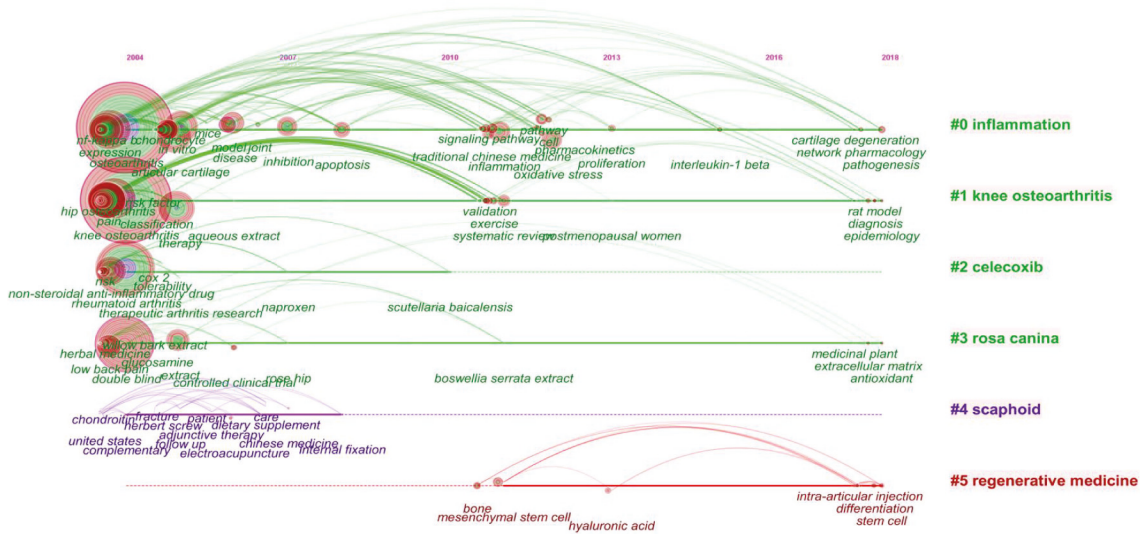 2004 2007 2010 2013 2016 2018
#0 inflammation
nf-kappa b chondrocyte mice signaling pathway pathway cell cartilage degeneration
expression in vitro model joint pharmacokinetics network pharmacology
osteoarthritis disease inhibition apoptosis traditional chinese medicine proliferation interleukin-1 beta pathogenesis
articular cartilage inflammation oxidative stress
#1 knee osteoarthritis
hip osteoarthritis risk factor validation rat model
pain classification exercise diagnosis
knee osteoarthritis aqueous extract systematic review postmenopausal women epidemiology
therapy
#2 celecoxib
risk cox 2
tolerability
non-steroidal anti-inflammatory drug
rheumatoid arthritis naproxen scutellaria baicalensis
therapeutic arthritis research
#3 rosa canina
willow bark extract
herbal medicine medicinal plant
glucosamine extracellular matrix
low back pain extract
double blind controlled clinical trial rose hip boswellia serrata extract antioxidant
#4 scaphoid
chondroitin fracture patient care
herbert screw dietary supplement
adjunctive therapy
united states follow up chinese medicine
complementary electroacupuncture internal fixation
#5 regenerative medicine
intra-articular injection
bone differentiation
mesenchymal stem cell stem cell
hyaluronic acid